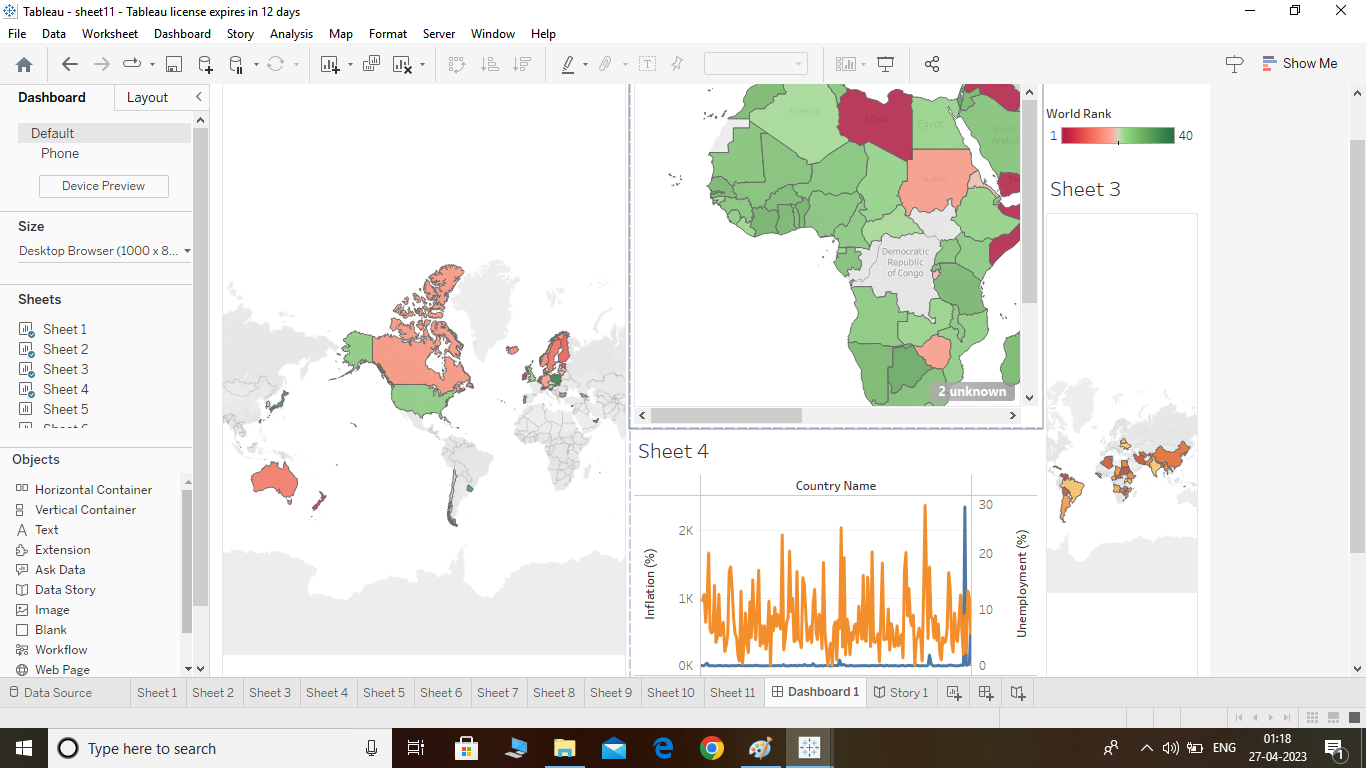 Tableau - sheet11 - Tableau license expires in 12 days
File Data Worksheet Dashboard Story Analysis Map Format Server Window Help
Show Me
Dashboard Layout
Default
Phone
Device Preview
Size
Desktop Browser (1000 x 8...
Sheets
Sheet 1
Sheet 2
Sheet 3
Sheet 4
Sheet 5
Objects
Horizontal Container
Vertical Container
Text
Extension
Ask Data
Data Story
Image
Blank
Workflow
Web Page
Algeria
Libya
Egypt
Saudi
Arabia
Sudan
Democratic
Republic
of Congo
2 unknown
World Rank
1 40
Sheet 3
Sheet 4
Country Name
Inflation (%)
2K
1K
0K
30
20
10
0
Unemployment (%)
Data Source Sheet 1 Sheet 2 Sheet 3 Sheet 4 Sheet 5 Sheet 6 Sheet 7 Sheet 8 Sheet 9 Sheet 10 Sheet 11 Dashboard 1 Story 1
Type here to search
ENG
01:18
27-04-2023
1